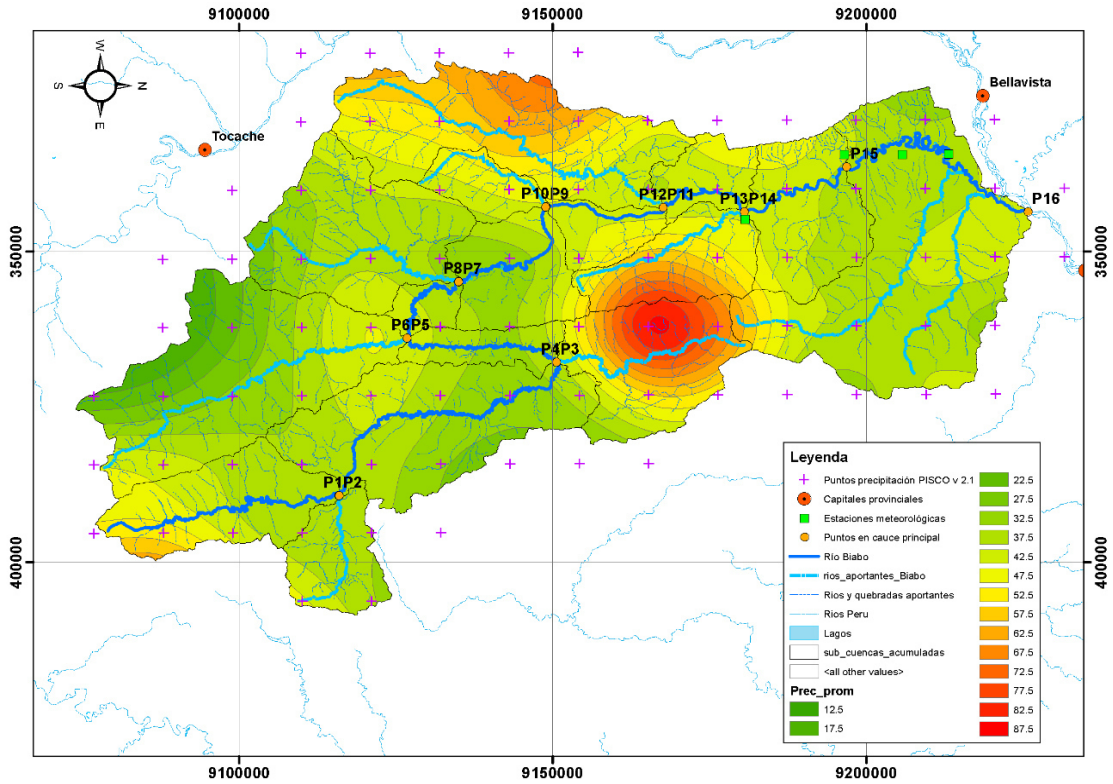 9100000 9150000 9200000
W
S N
E
Bellavista
Tocache
P15
P10P9
P12P11
P13P14
P16
350000 350000
P8P7
P6P5
P4P3
P1P2
400000 400000
Leyenda
Puntos precipitación PISCO v 2.1
Capitales provinciales
Estaciones meteorológicas
Puntos en cauce principal
Río Biabo
rios_aportantes_Biabo
Rios y quebradas aportantes
Rios Peru
Lagos
sub_cuencas_acumuladas
<all other values>
Prec_prom
12.5
17.5
22.5
27.5
32.5
37.5
42.5
47.5
52.5
57.5
62.5
67.5
72.5
77.5
82.5
87.5
9100000 9150000 9200000